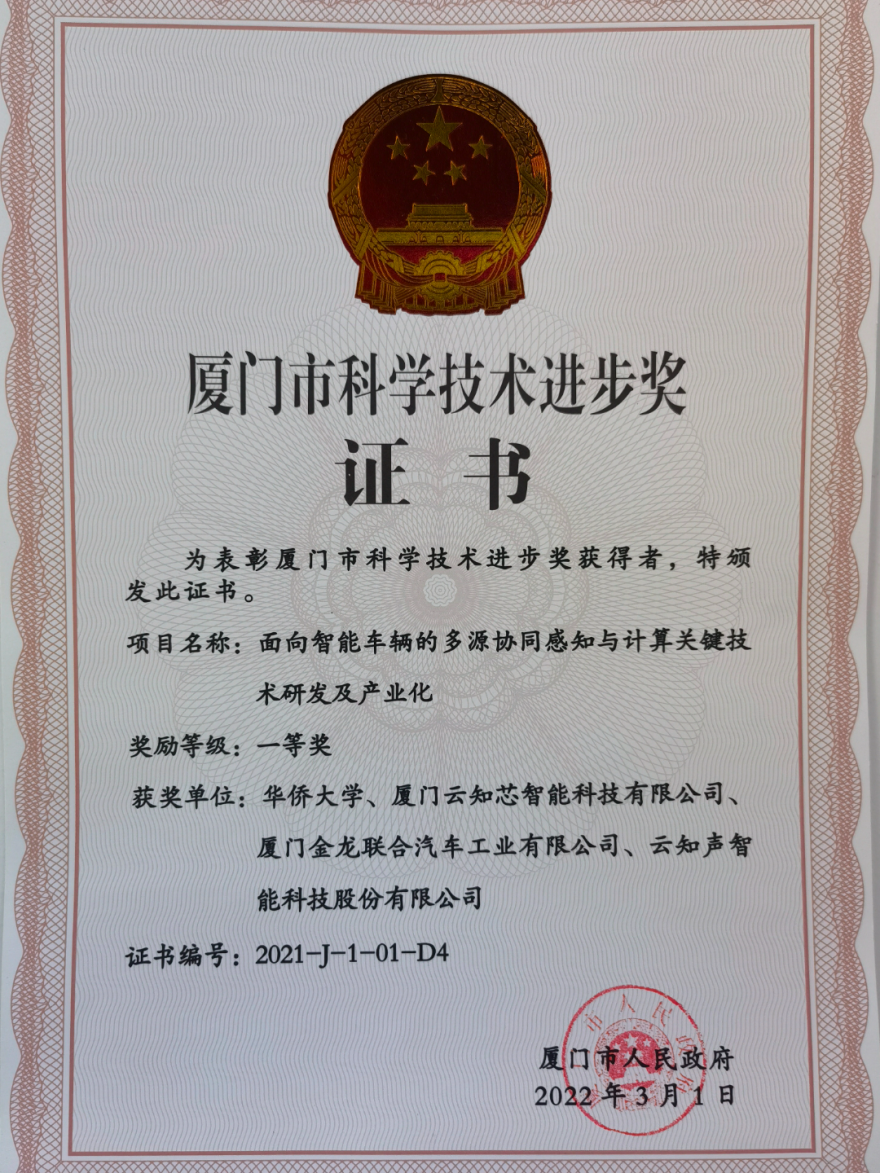 厦门市科学技术进步奖
证书
为表彰厦门市科学技术进步奖获得者，特颁
发此证书。
项目名称：面向智能车辆的多源协同感知与计算关键技
术研发及产业化
奖励等级：一等奖
获奖单位：华侨大学、厦门云知芯智能科技有限公司、
厦门金龙联合汽车工业有限公司、云知声智
能科技股份有限公司
证书编号：2021-J-1-01-D4
市人民政府
厦门市人民政府
2022年3月1日